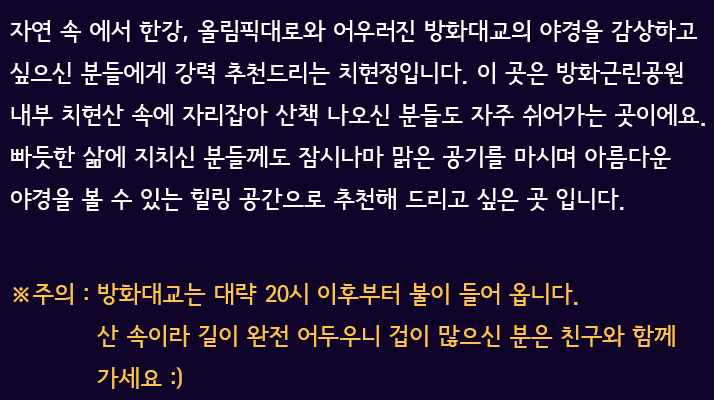 자연 속 에서 한강, 올림픽대로와 어우러진 방화대교의 야경을 감상하고
싶으신 분들에게 강력 추천드리는 치현정입니다. 이 곳은 방화근린공원
내부 치현산 속에 자리잡아 산책 나오신 분들도 자주 쉬어가는 곳이에요.
빠듯한 삶에 지치신 분들께도 잠시나마 맑은 공기를 마시며 아름다운
야경을 볼 수 있는 힐링 공간으로 추천해 드리고 싶은 곳 입니다.
※주의 : 방화대교는 대략 20시 이후부터 불이 들어 옵니다.
산 속이라 길이 완전 어두우니 겁이 많으신 분은 친구와 함께
가세요 :)